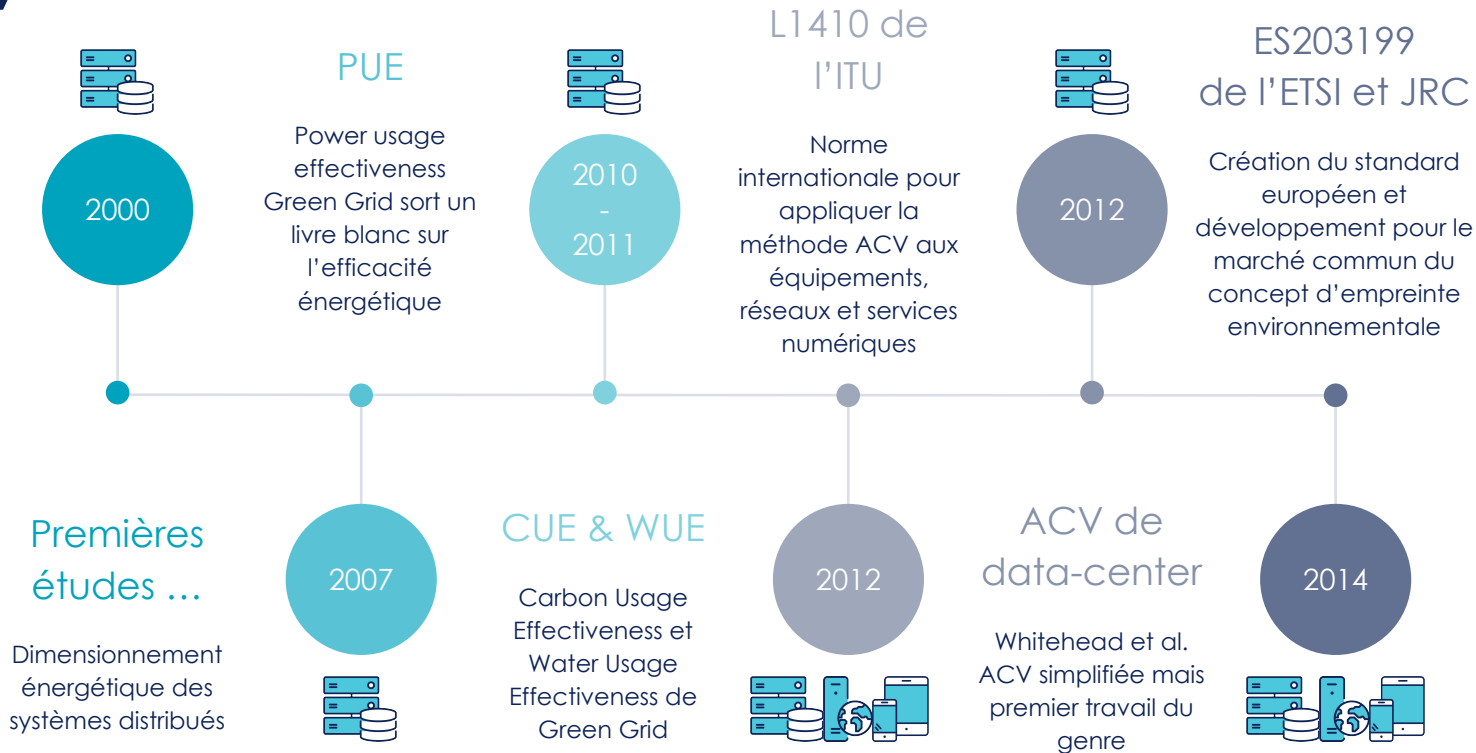 2000
Premières
études …
Dimensionnement
énergétique des
systèmes distribués
PUE
Power usage
effectiveness
Green Grid sort un
livre blanc sur
l’efficacité
énergétique
2007
2010
-
2011
CUE & WUE
Carbon Usage
Effectiveness et
Water Usage
Effectiveness de
Green Grid
L1410 de
l’ITU
Norme
internationale pour
appliquer la
méthode ACV aux
équipements,
réseaux et services
numériques
2012
2012
ACV de
data-center
Whitehead et al.
ACV simplifiée mais
premier travail du
genre
ES203199
de l’ETSI et JRC
Création du standard
européen et
développement pour le
marché commun du
concept d’empreinte
environnementale
2014